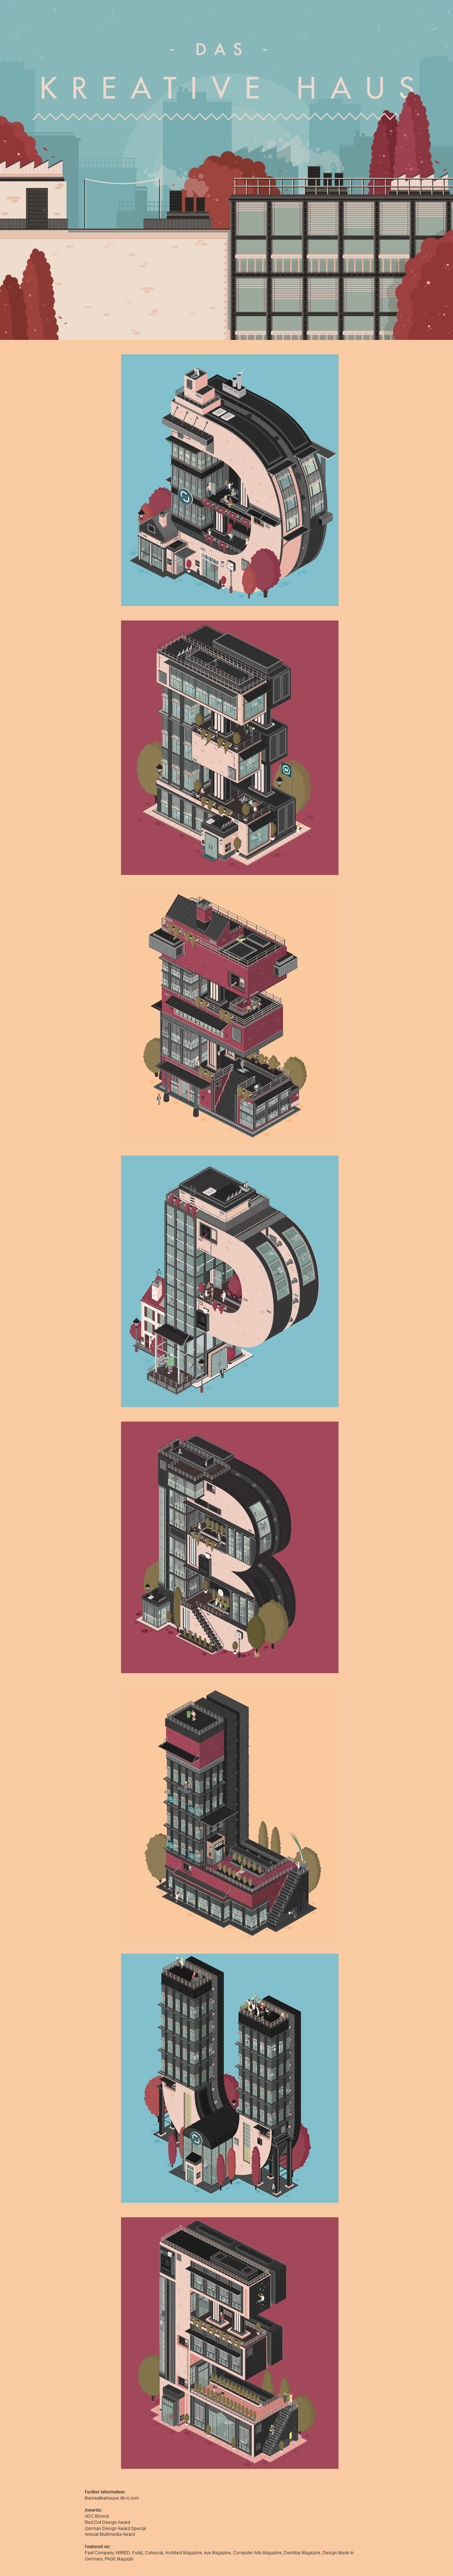 - DAS -
KREATIVE HAUS
Further information:
thecreativehouse.db-n.com
Awards:
ADC Bronce
Red Dot Design Award
German Design Award Special
Annual Multimedia Award
Featured on:
Fast Company, WIRED, Fubiz, Colossal, Architect Magazine, eye Magazine, Computer Arts Magazine, Desktop Magazine, Design Made in
Germany, PAGE Magazin